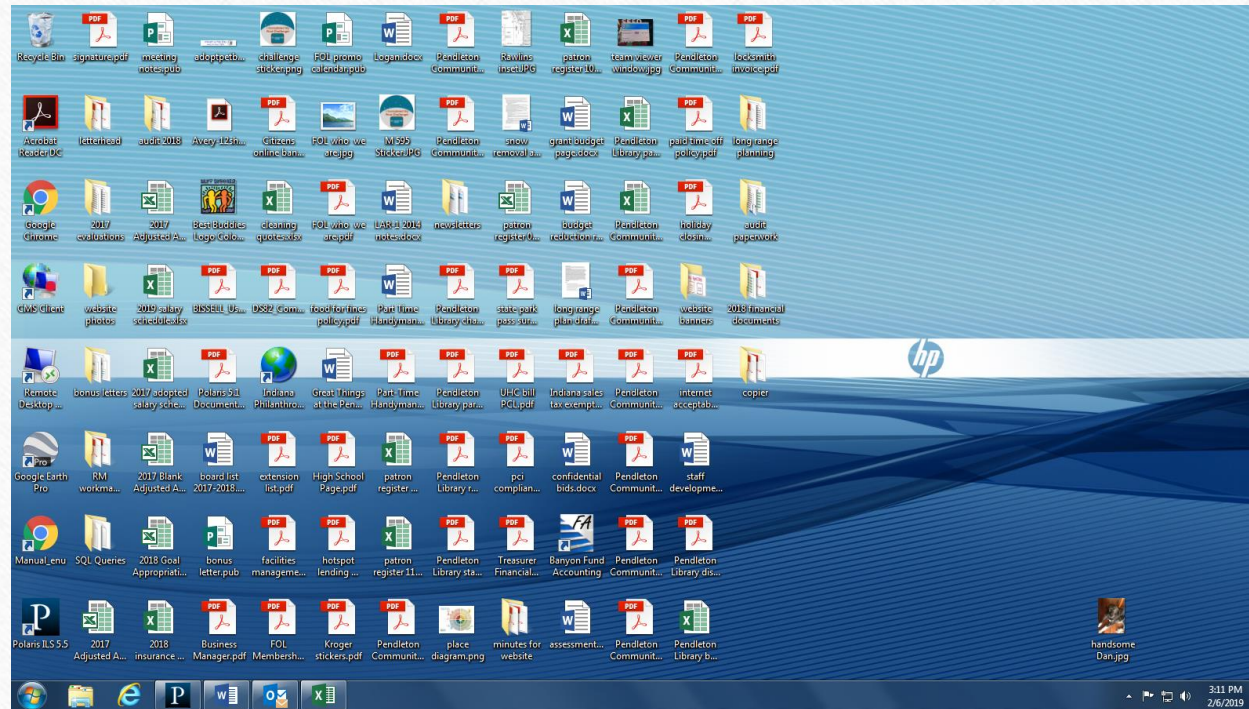 Recycle Bin
signature.pdf
meeting
notes.pub
adoptpetb...
challenge
sticker.png
FOL promo
calendar.pub
Logan.docx
Pendleton
Communit...
Rawlins
inset.JPG
patron
register 10...
team viewer
window.jpg
Pendleton
Communit...
locksmith
invoice.pdf
Acrobat
Reader DC
letterhead
audit 2018
Avery 12sh...
Citizens
online ban...
FOL who we
are.jpg
M 595
Sticker.JPG
Pendleton
Communit...
snow
removal a...
grant budget
page.docx
Pendleton
Library pa...
paid time off
policy.pdf
long range
planning
Google
Chrome
2017
evaluations
2017
Adjusted A...
Best Buddies
Logo Colo...
cleaning
quotes.xlsx
FOL who we
are.pdf
LAR-1 2014
notes.docx
newsletters
patron
register 0...
budget
reduction r...
Pendleton
Communit...
holiday
closin...
audit
paperwork
CMS Client
website
photos
2019 salary
schedule.xlsx
BISSELL_Us...
DS82_Com...
food for fines
policy.pdf
Part Time
Handyman...
Pendleton
Library cha...
state park
pass sur...
long range
plan draf...
Pendleton
Communit...
website
banners
2018 financial
documents
Remote
Desktop ...
bonus letters
2017 adopted
salary sche...
Polaris 5.1
Document...
Indiana
Philanthro...
Great Things
at the Pen...
Part-Time
Handyman...
Pendleton
Library par...
UHC bill
PCL.pdf
Indiana sales
tax exempt...
Pendleton
Communit...
internet
acceptab...
copier
hp
Google Earth
Pro
RM
workma...
2017 Blank
Adjusted A...
board list
2017-2018....
extension
list.pdf
High School
Page.pdf
patron
register ...
Pendleton
Library r...
pci
complian...
confidential
bids.docx
Pendleton
Communit...
staff
developme...
Manual_enu
SQL Queries
2018 Goal
Appropriati...
bonus
letter.pub
facilities
manageme...
hotspot
lending ...
patron
register 11...
Pendleton
Library sta...
Treasurer
Financial...
Banyon Fund
Accounting
Pendleton
Communit...
Pendleton
Library dis...
Polaris ILS 5.5
2017
Adjusted A...
2018
insurance ...
Business
Manager.pdf
FOL
Membersh...
Kroger
stickers.pdf
Pendleton
Communit...
place
diagram.png
minutes for
website
assessment...
Pendleton
Communit...
Pendleton
Library b...
handsome
Dan.jpg
3:11 PM
2/6/2019